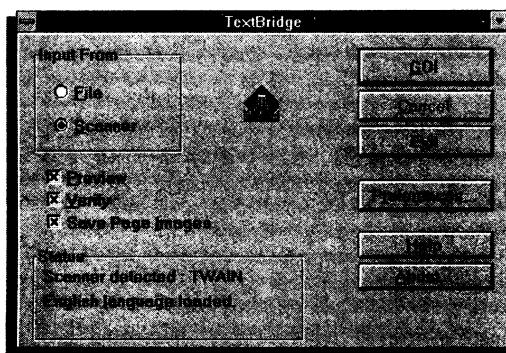 TextBridge
Input From
File
Scanner
Preview
Verify
Save Page Images
Status
Scanner detected : TWAIN
English language loaded.
GO!
Cancel
Help